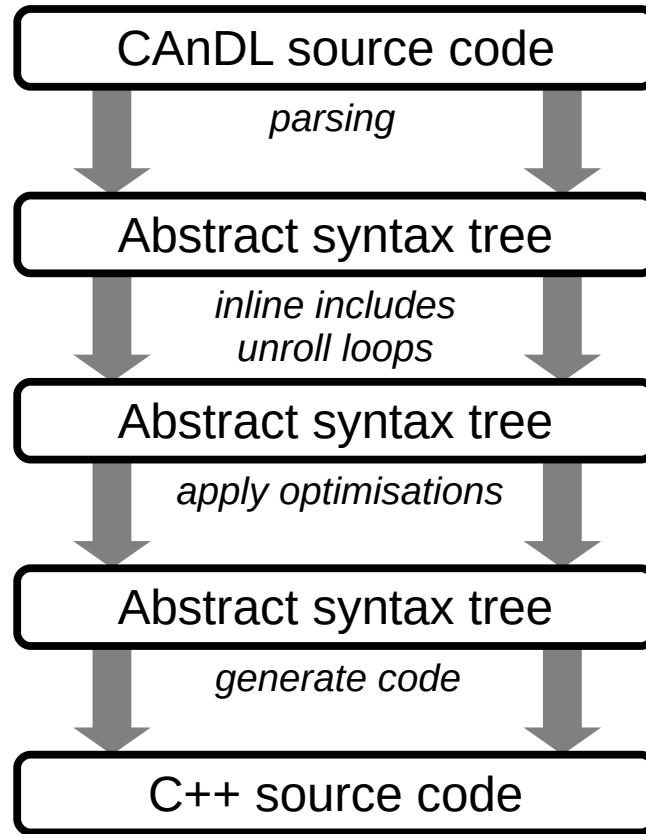 CAnDL source code
parsing
Abstract syntax tree
inline includes
unroll loops
Abstract syntax tree
apply optimisations
Abstract syntax tree
generate code
C++ source code